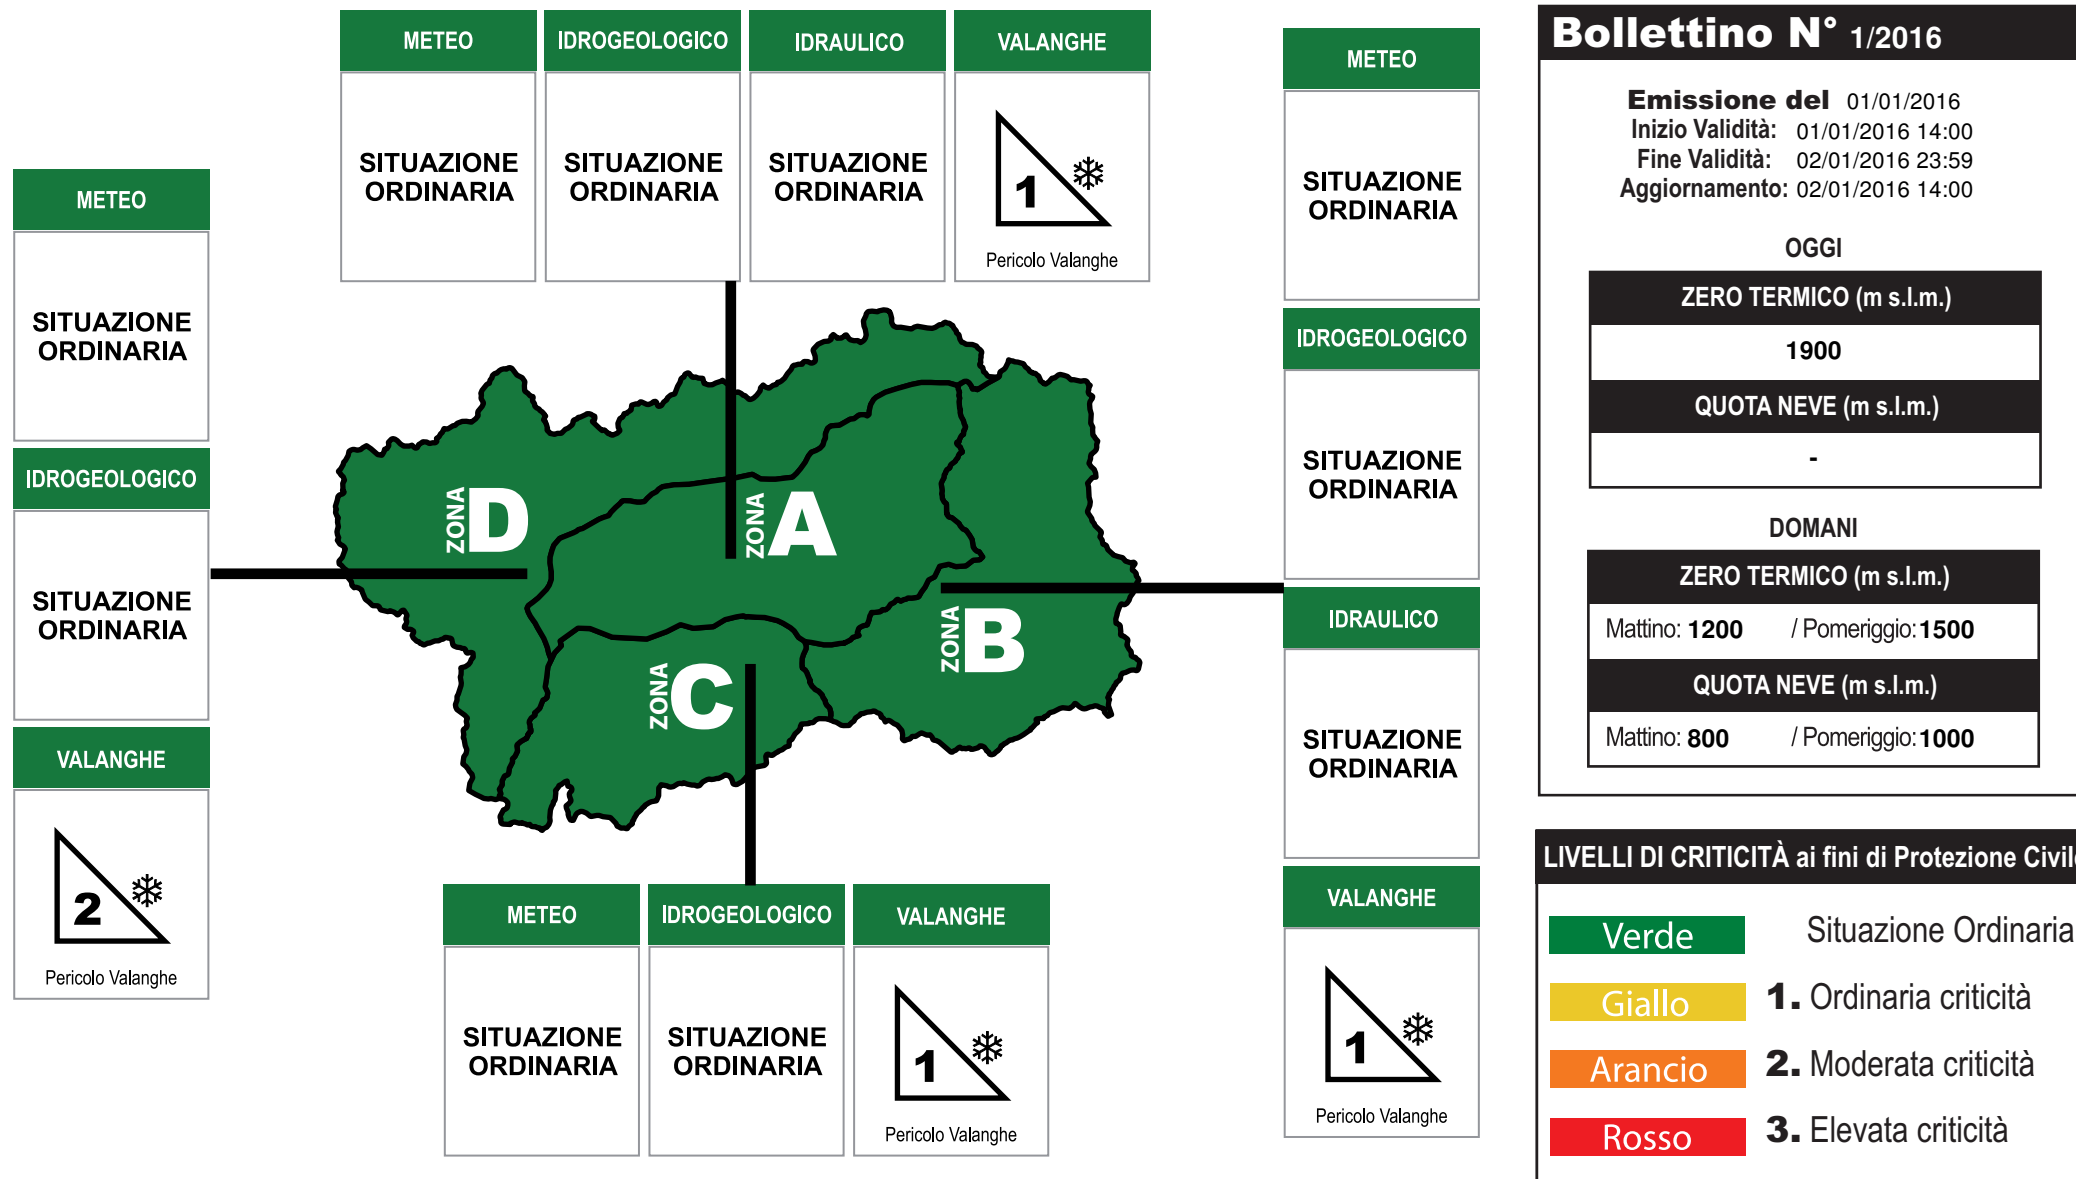 METEO
IDROGEOLOGICO
IDRAULICO
VALANGHE
SITUAZIONE
ORDINARIA
SITUAZIONE
ORDINARIA
SITUAZIONE
ORDINARIA
1
Pericolo Valanghe
METEO
SITUAZIONE
ORDINARIA
IDROGEOLOGICO
SITUAZIONE
ORDINARIA
VALANGHE
2
Pericolo Valanghe
ZONA D
ZONA A
ZONA B
ZONA C
METEO
IDROGEOLOGICO
VALANGHE
SITUAZIONE
ORDINARIA
SITUAZIONE
ORDINARIA
1
Pericolo Valanghe
METEO
SITUAZIONE
ORDINARIA
IDROGEOLOGICO
SITUAZIONE
ORDINARIA
IDRAULICO
SITUAZIONE
ORDINARIA
VALANGHE
1
Pericolo Valanghe
Bollettino N° 1/2016
Emissione del 01/01/2016
Inizio Validità: 01/01/2016 14:00
Fine Validità: 02/01/2016 23:59
Aggiornamento: 02/01/2016 14:00
OGGI
ZERO TERMICO (m s.l.m.)
1900
QUOTA NEVE (m s.l.m.)
-
DOMANI
ZERO TERMICO (m s.l.m.)
Mattino: 1200 / Pomeriggio: 1500
QUOTA NEVE (m s.l.m.)
Mattino: 800 / Pomeriggio: 1000
LIVELLI DI CRITICITÀ ai fini di Protezione Civile
Verde Situazione Ordinaria
Giallo 1. Ordinaria criticità
Arancio 2. Moderata criticità
Rosso 3. Elevata criticità